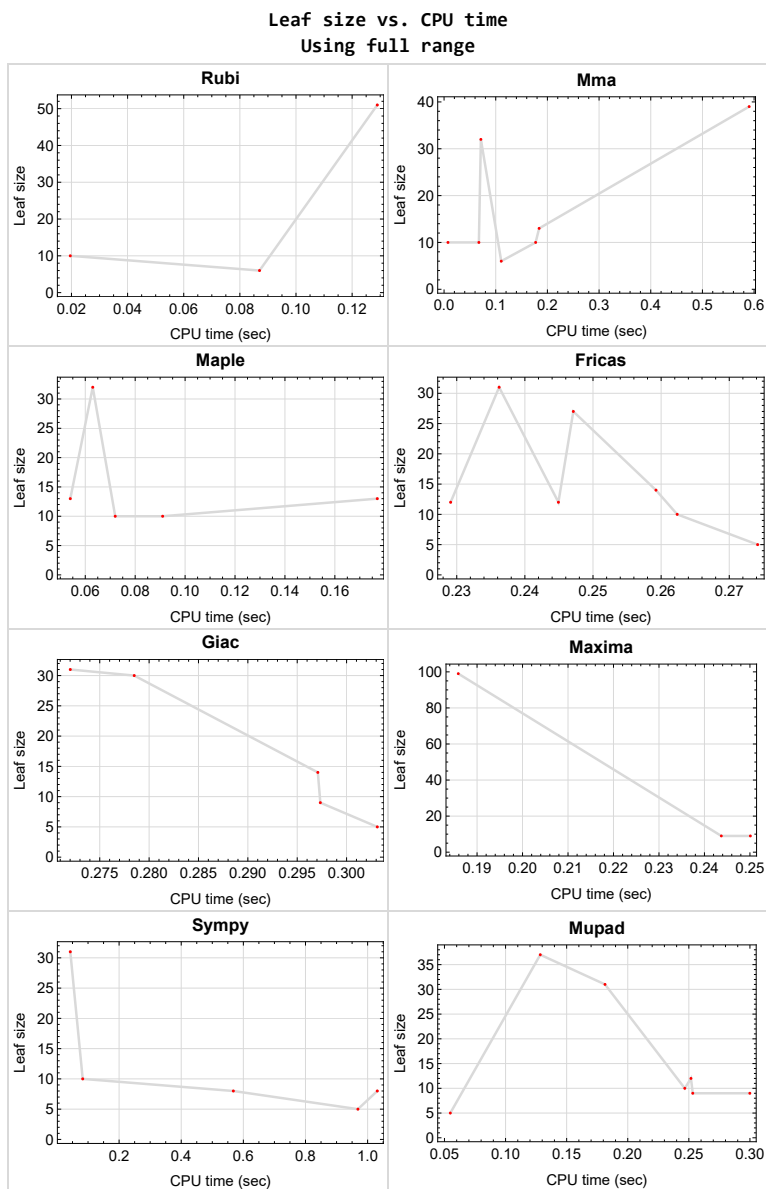 Leaf size vs. CPU time
Using full range
Rubi
Leaf size
50
40
30
20
10
0
0.02 0.04 0.06 0.08 0.10 0.12
CPU time (sec)
Mma
Leaf size
40
30
20
10
0
0.0 0.1 0.2 0.3 0.4 0.5 0.6
CPU time (sec)
Maple
Leaf size
30
25
20
15
10
5
0
0.06 0.08 0.10 0.12 0.14 0.16
CPU time (sec)
Fricas
Leaf size
30
25
20
15
10
5
0
0.23 0.24 0.25 0.26 0.27
CPU time (sec)
Giac
Leaf size
30
25
20
15
10
5
0
0.275 0.280 0.285 0.290 0.295 0.300
CPU time (sec)
Maxima
Leaf size
100
80
60
40
20
0
0.19 0.20 0.21 0.22 0.23 0.24 0.25
CPU time (sec)
Sympy
Leaf size
30
25
20
15
10
5
0
0.2 0.4 0.6 0.8 1.0
CPU time (sec)
Mupad
Leaf size
35
30
25
20
15
10
5
0
0.05 0.10 0.15 0.20 0.25 0.30
CPU time (sec)